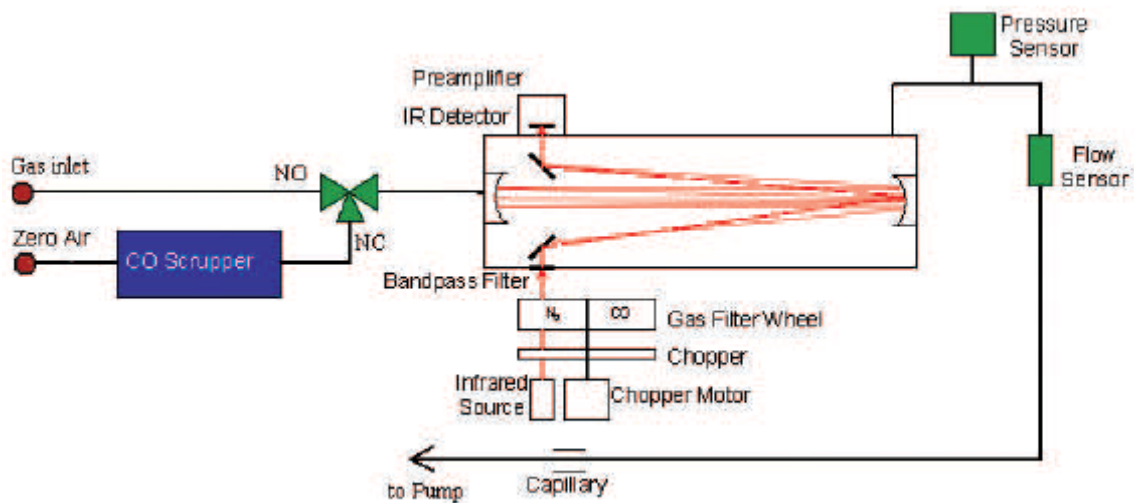 Pressure
Sensor
Preamplifier
IR Detector
Gas inlet
NO
Flow
Sensor
Zero Air
NC
CO Scrupper
Bandpass Filter
N₂
CO
Gas Filter Wheel
Chopper
Infrared
Source
Chopper Motor
to Pump
Capillary